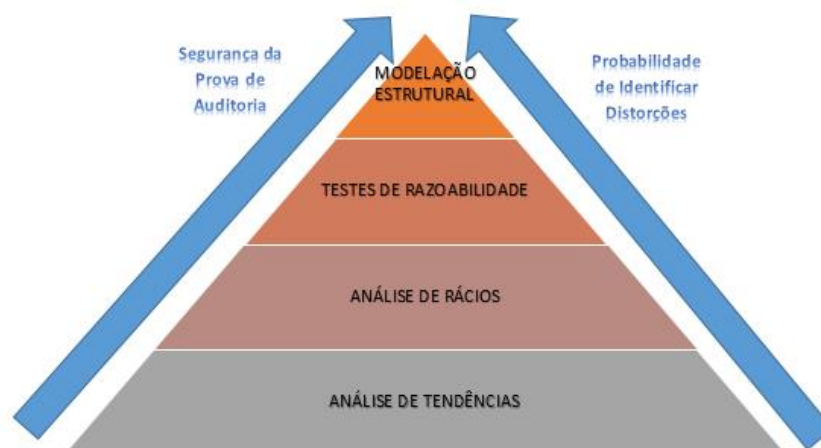 Segurança da
Prova de
Auditoria
Probabilidade
de Identificar
Distorções
MODELAÇÃO
ESTRUTURAL
TESTES DE RAZOABILIDADE
ANÁLISE DE RÁCIOS
ANÁLISE DE TENDÊNCIAS